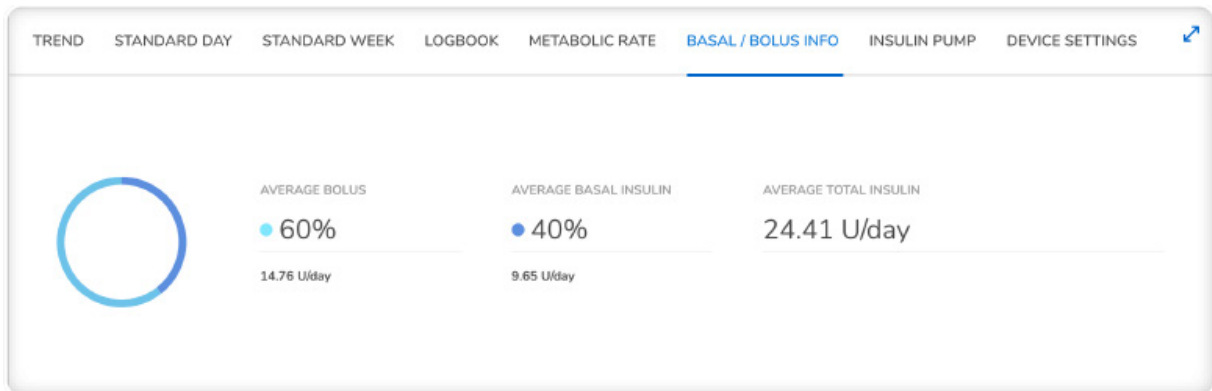 TREND STANDARD DAY STANDARD WEEK LOGBOOK METABOLIC RATE BASAL / BOLUS INFO INSULIN PUMP DEVICE SETTINGS
AVERAGE BOLUS AVERAGE BASAL INSULIN AVERAGE TOTAL INSULIN
60% 40% 24.41 U/day
14.76 U/day 9.65 U/day